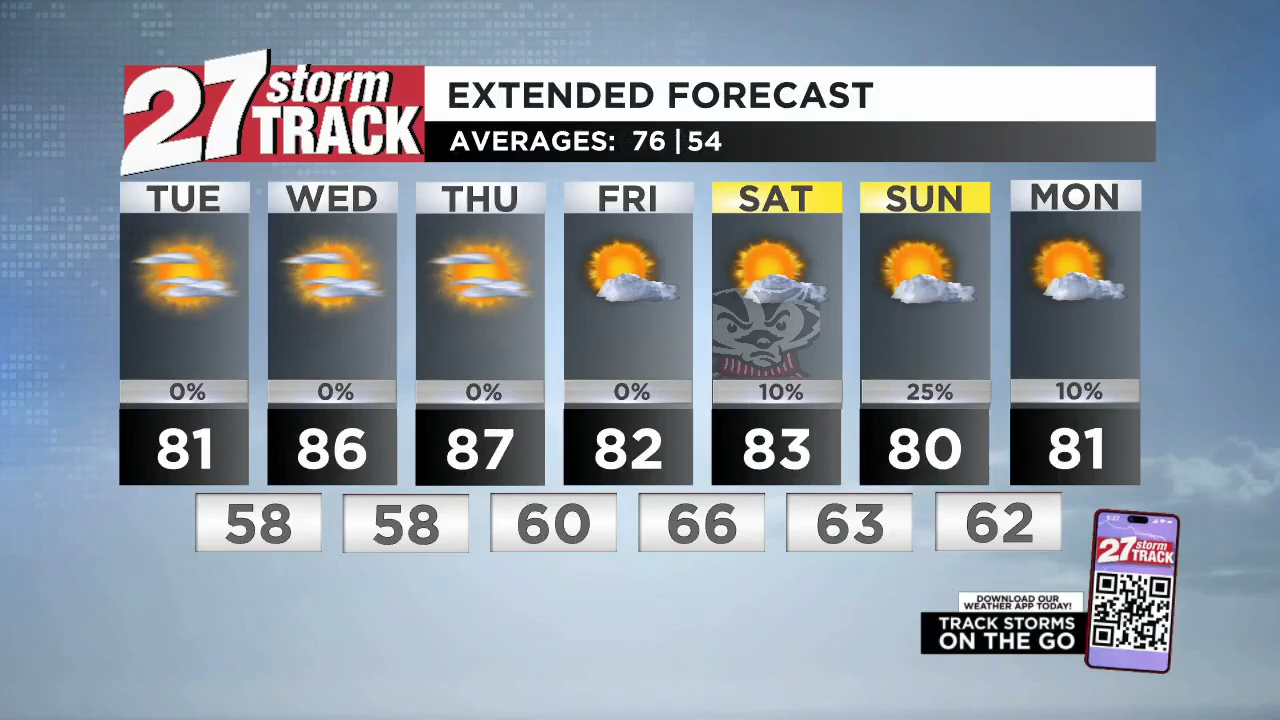 27 storm TRACK
EXTENDED FORECAST
AVERAGES: 76|54
TUE WED THU FRI SAT SUN MON
0% 0% 0% 0% 10% 25% 10%
81 86 87 82 83 80 81
58 58 60 66 63 62
5:27
27 storm TRACK
DOWNLOAD OUR
WEATHER APP TODAY!
TRACK STORMS
ON THE GO